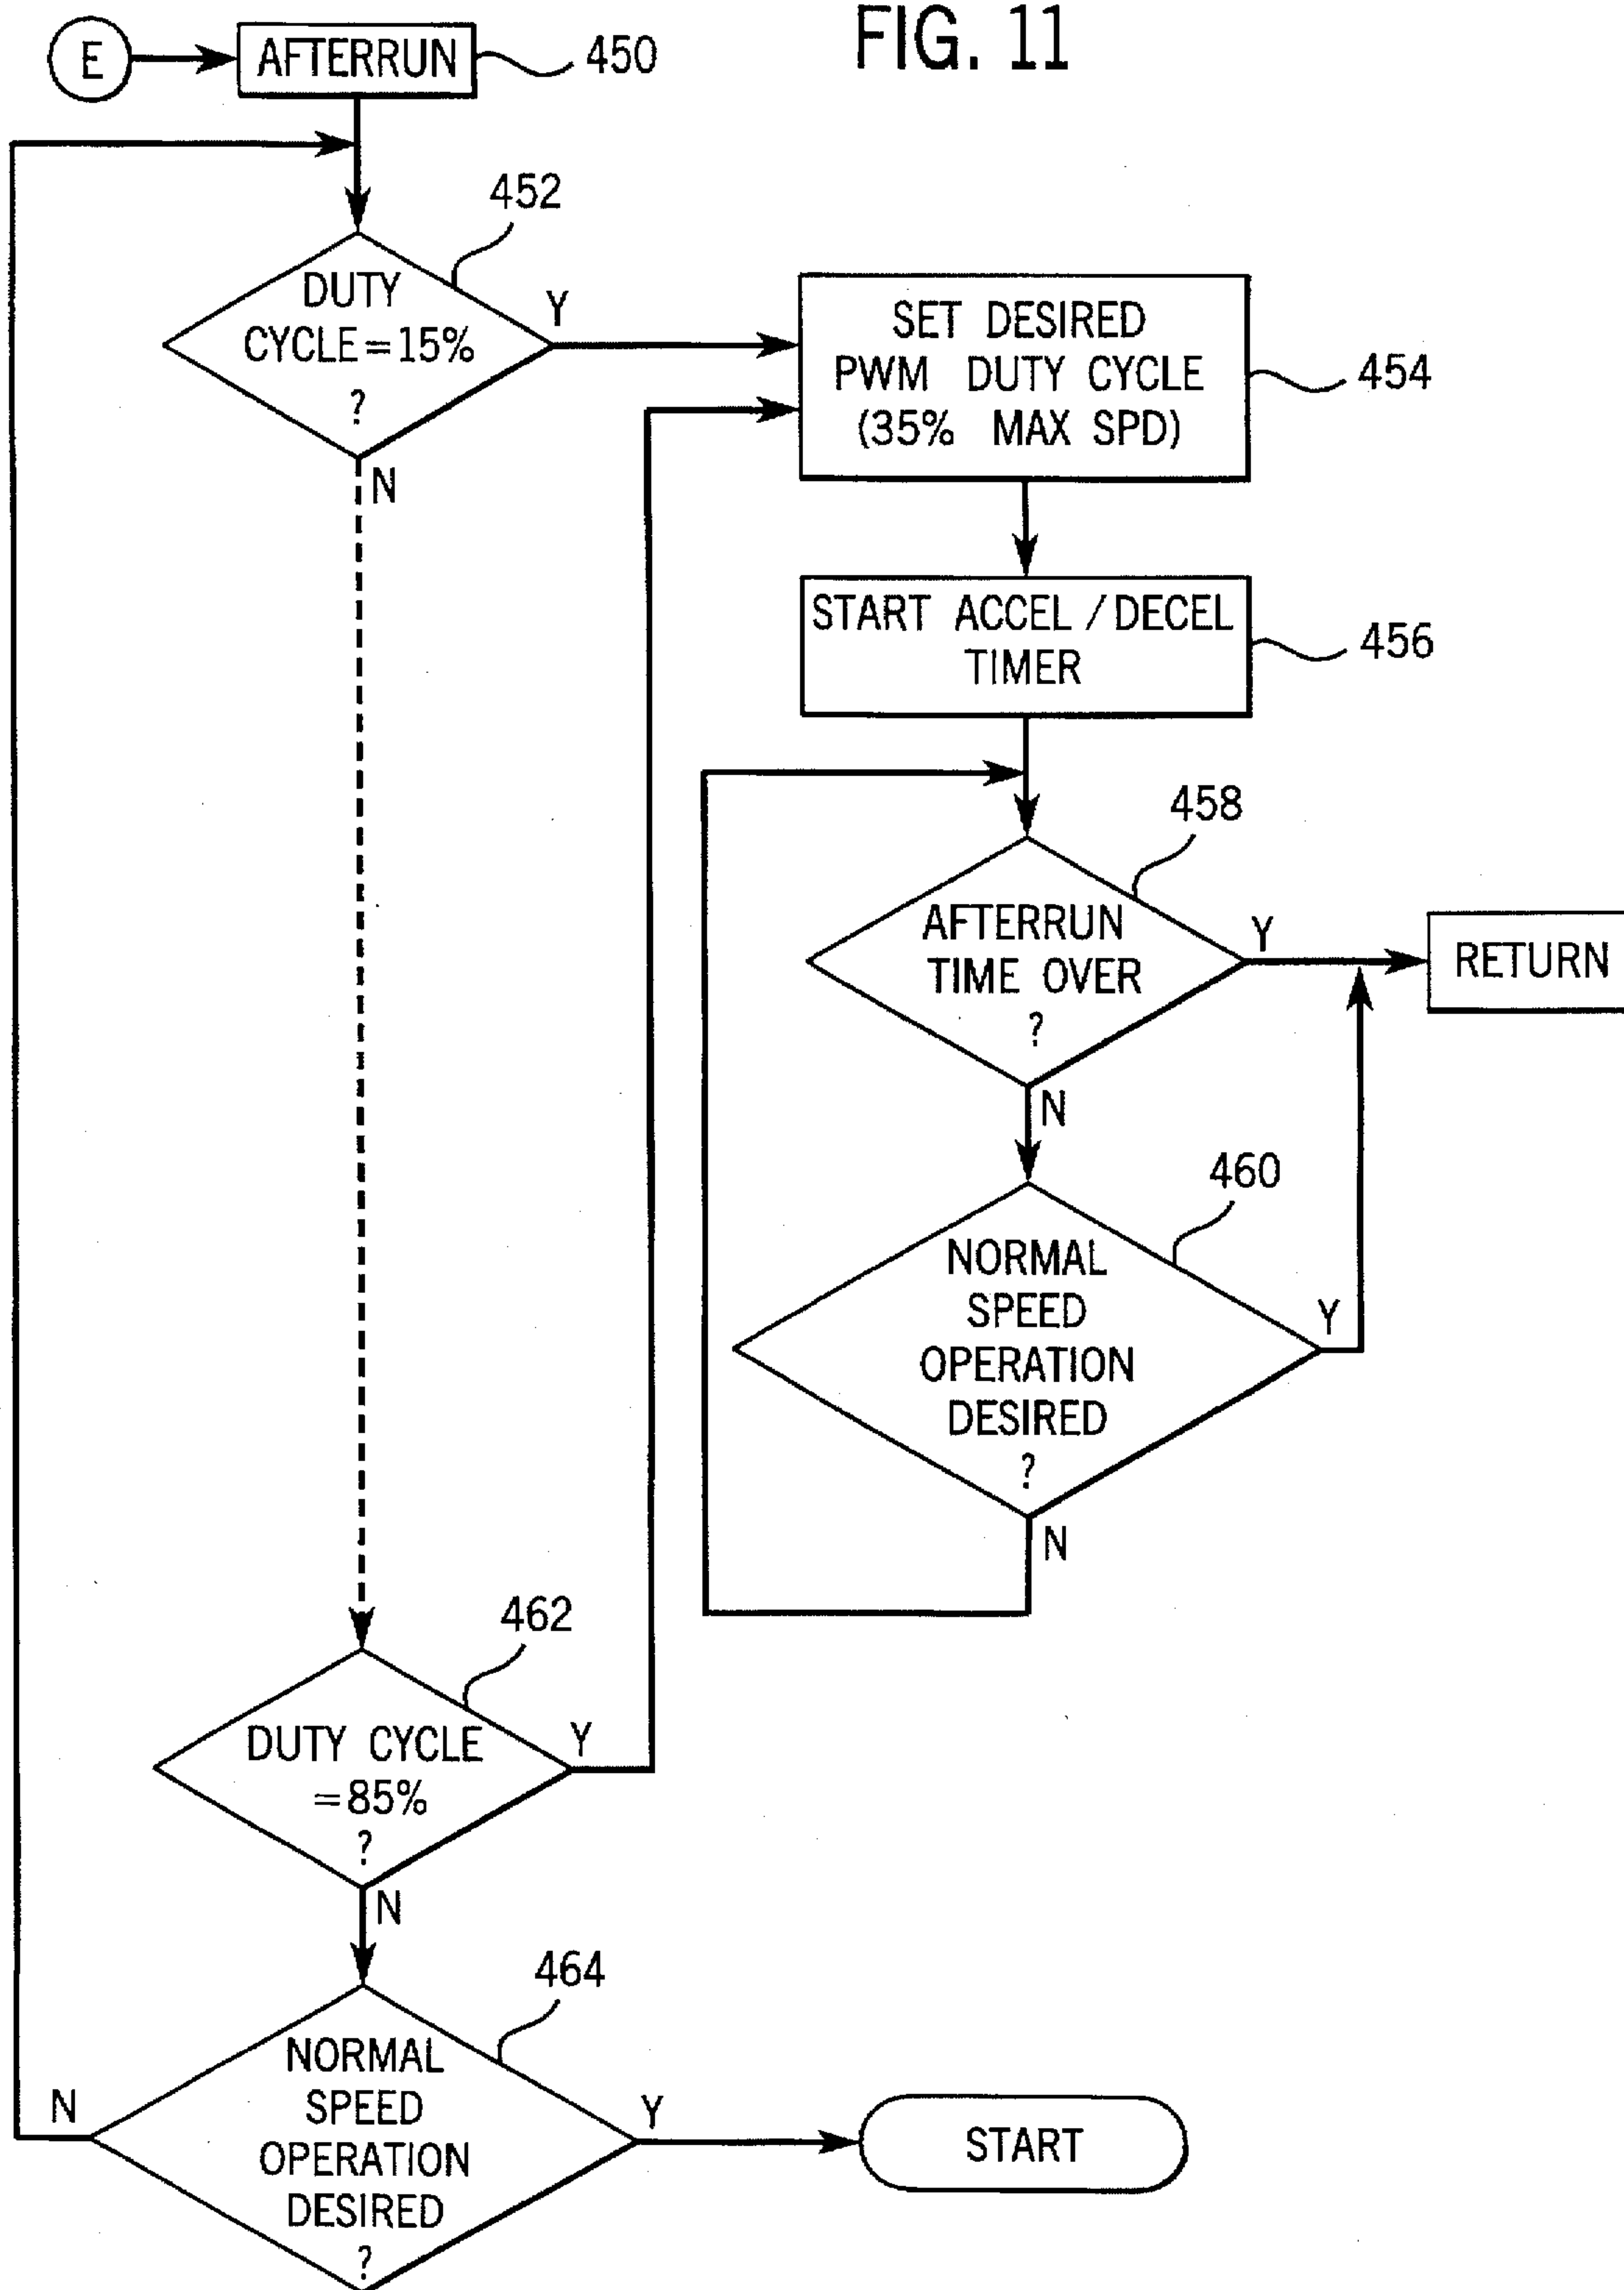 FIG. 11
E
AFTERRUN
450
452
DUTY
CYCLE=15%
?
Y
N
SET DESIRED
PWM DUTY CYCLE
(35% MAX SPD)
454
START ACCEL / DECEL
TIMER
456
458
AFTERRUN
TIME OVER
?
Y
N
RETURN
460
NORMAL
SPEED
OPERATION
DESIRED
?
Y
N
462
DUTY CYCLE
=85%
?
Y
N
464
NORMAL
SPEED
OPERATION
DESIRED
?
N
Y
START